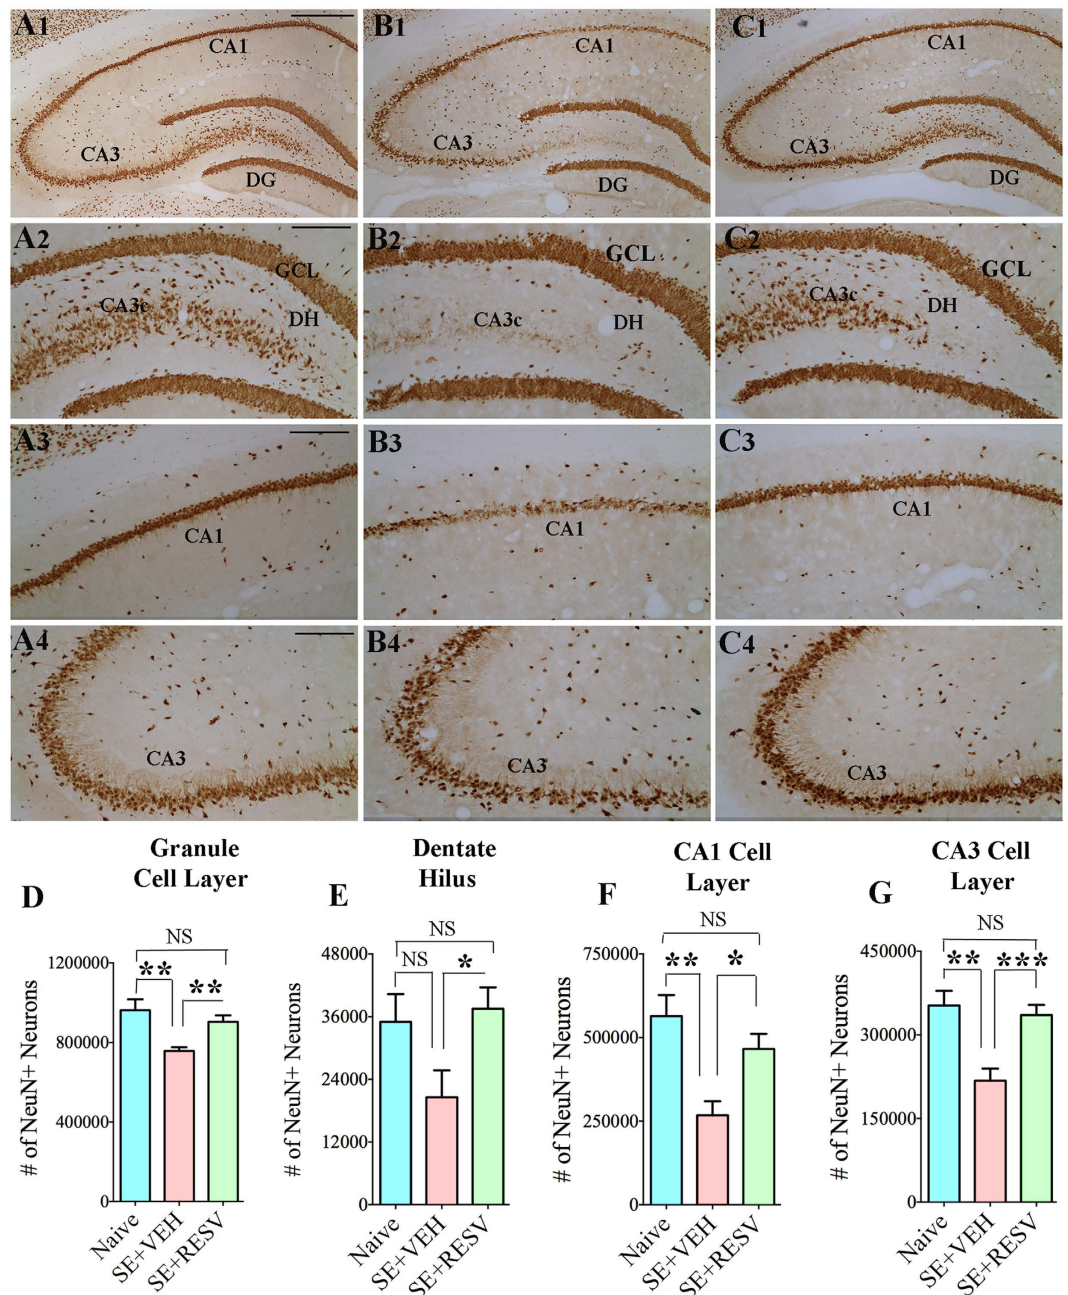 A1
CA1
CA3
DG
B1
CA1
CA3
DG
C1
CA1
CA3
DG
A2
GCL
CA3c
DH
B2
GCL
CA3c
DH
C2
GCL
CA3c
DH
A3
CA1
B3
CA1
C3
CA1
A4
CA3
B4
CA3
C4
CA3
D
Granule
Cell Layer
NS
**
**
# of NeuN+ Neurons
1200000
800000
400000
0
Naive
SE+VEH
SE+RESV
E
Dentate
Hilus
NS
NS
*
# of NeuN+ Neurons
48000
36000
24000
12000
0
Naive
SE+VEH
SE+RESV
F
CA1 Cell
Layer
NS
**
*
# of NeuN+ Neurons
750000
500000
250000
0
Naive
SE+VEH
SE+RESV
G
CA3 Cell
Layer
NS
**
***
# of NeuN+ Neurons
450000
300000
150000
0
Naive
SE+VEH
SE+RESV